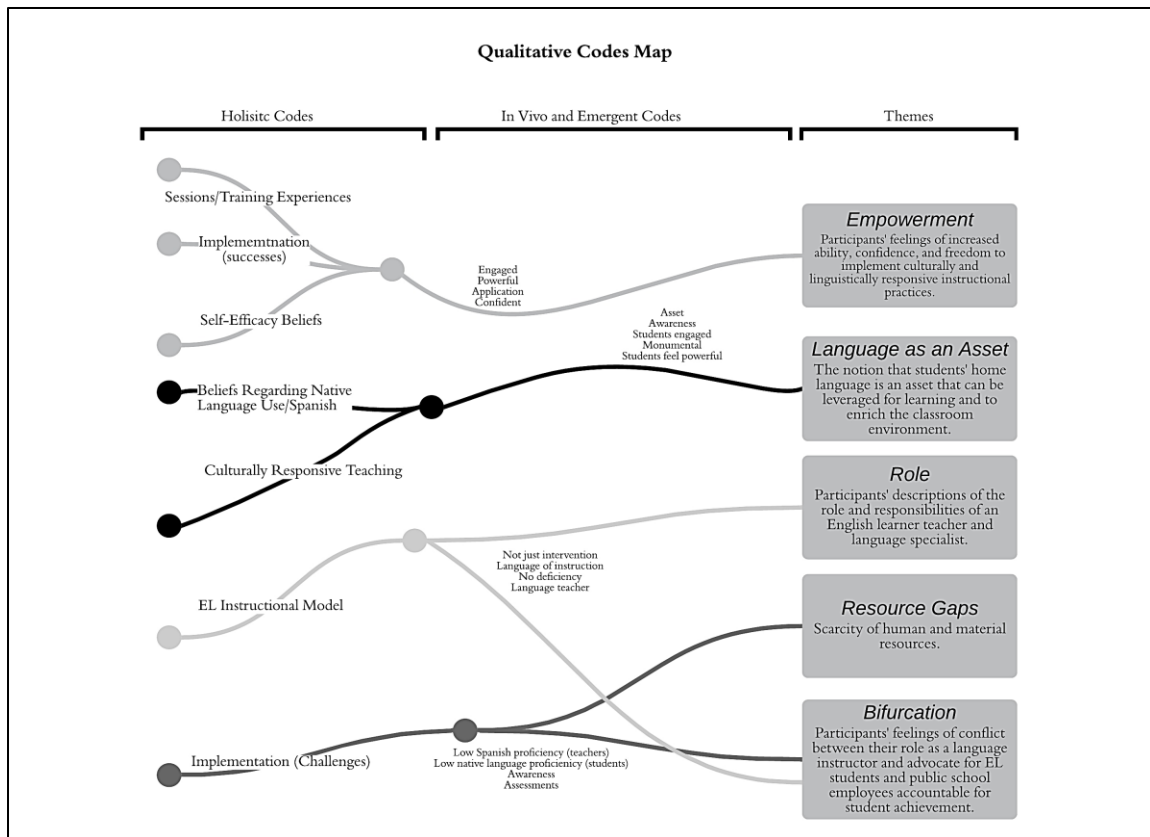 Qualitative Codes Map
Holisitc Codes
In Vivo and Emergent Codes
Themes
Sessions/Training Experiences
Implememtnation
(successes)
Self-Efficacy Beliefs
Beliefs Regarding Native
Language Use/Spanish
Culturally Responsive Teaching
EL Instructional Model
Implementation (Challenges)
Engaged
Powerful
Application
Confident
Asset
Awareness
Students engaged
Monumental
Students feel powerful
Not just intervention
Language of instruction
No deficiency
Language teacher
Low Spanish proficiency (teachers)
Low native language proficiency (students)
Awareness
Assessments
Empowerment
Participants' feelings of increased
ability, confidence, and freedom to
implement culturally and
linguistically responsive instructional
practices.
Language as an Asset
The notion that students' home
language is an asset that can be
leveraged for learning and to
enrich the classroom
environment.
Role
Participants' descriptions of the
role and responsibilities of an
English learner teacher and
language specialist.
Resource Gaps
Scarcity of human and material
resources.
Bifurcation
Participants' feelings of conflict
between their role as a language
instructor and advocate for EL
students and public school
employees accountable for
student achievement.